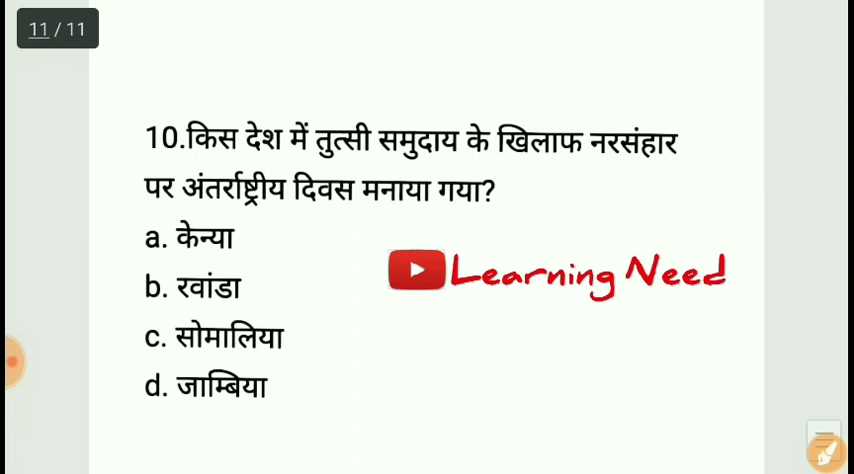 11 / 11
10.किस देश में तुत्सी समुदाय के खिलाफ नरसंहार
पर अंतर्राष्ट्रीय दिवस मनाया गया?
a. केन्या
b. रवांडा
Learning Need
c. सोमालिया
d. जाम्बिया